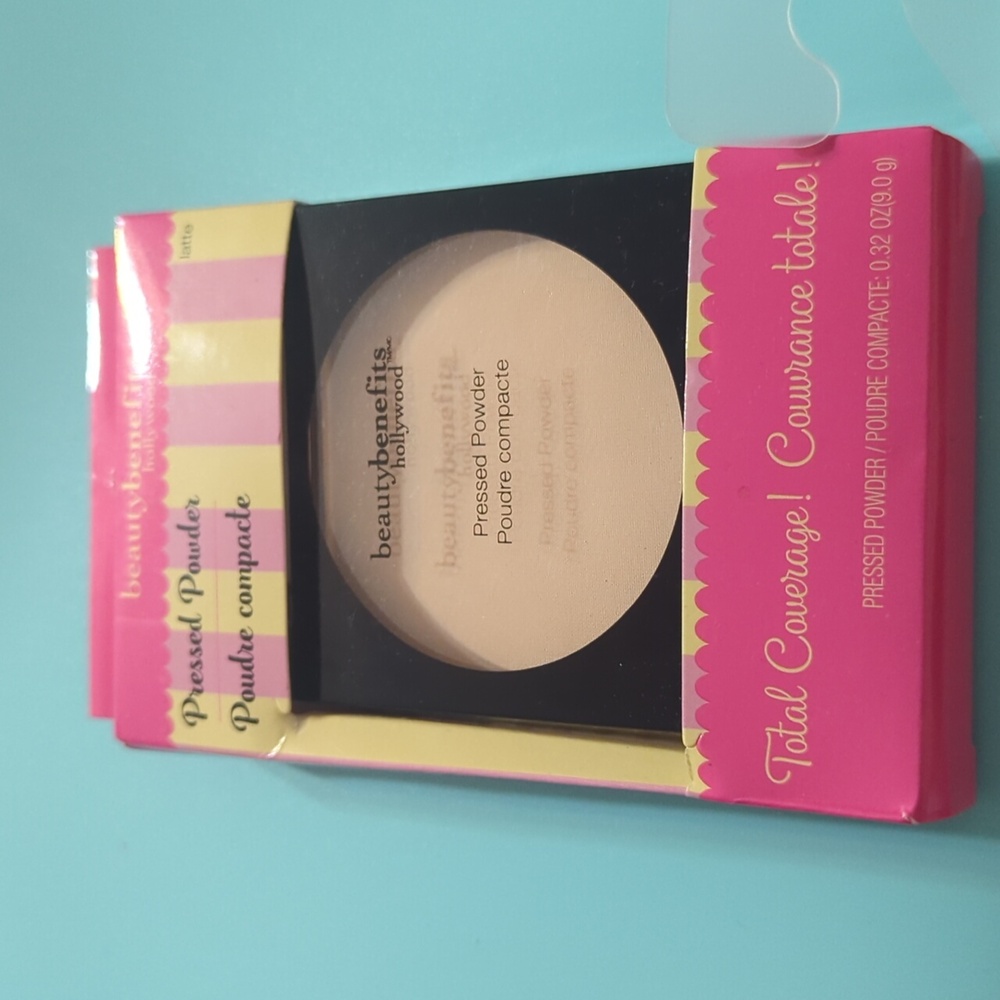 beautybenefits
hollywood
latte
Pressed Powder
Poudre compacte
beautybenefits
hollywood
Pressed Powder
Poudre compacte
Total Coverage! Couvrance totale!
PRESSED POWDER / POUDRE COMPACTE: 0.32 OZ(9.0 g)